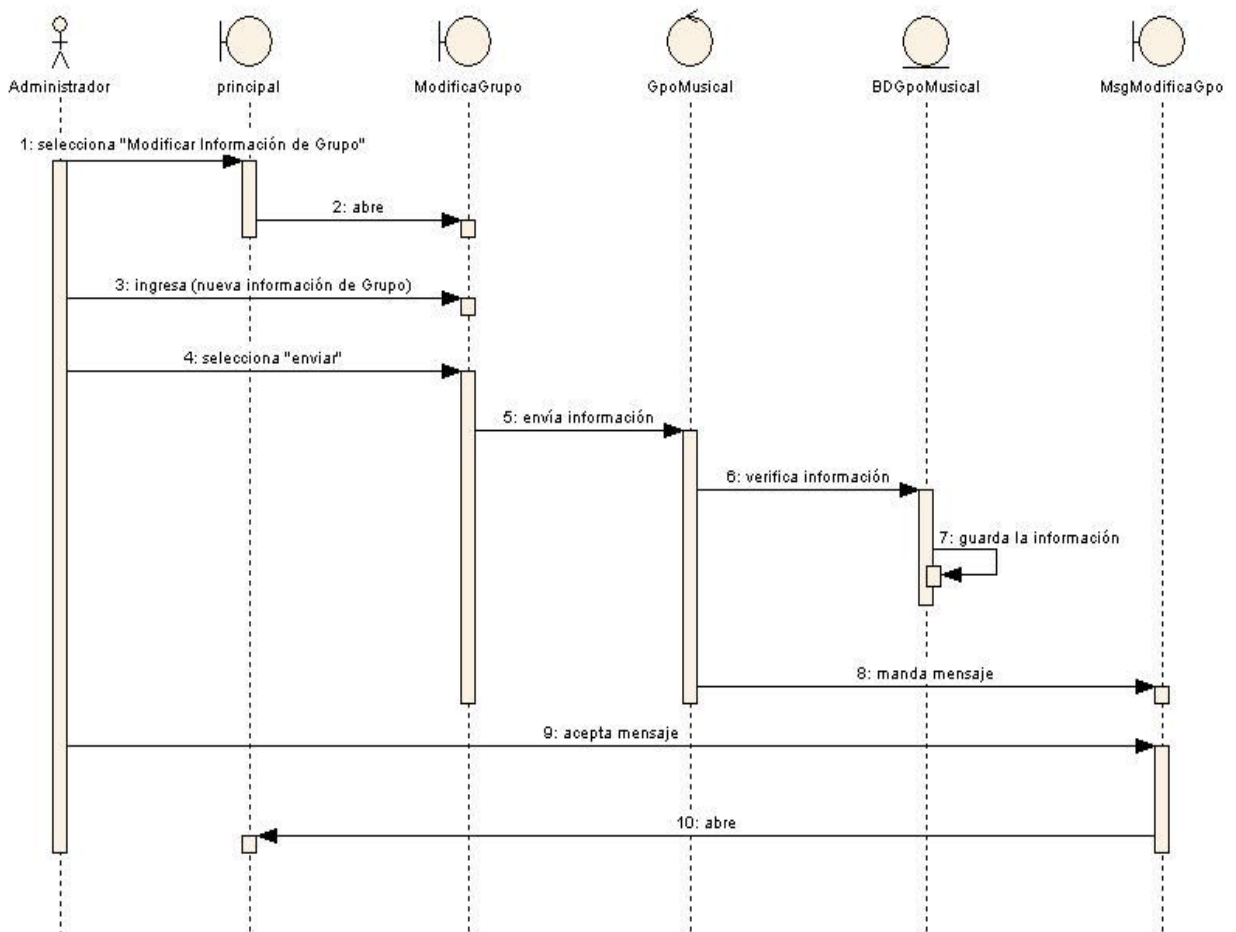 Administrador
principal
ModificaGrupo
GpoMusical
BDGpoMusical
MsgModificaGpo
1: selecciona "Modificar Información de Grupo"
2: abre
3: ingresa (nueva información de Grupo)
4: selecciona "enviar"
5: envía información
6: verifica información
7: guarda la información
8: manda mensaje
9: acepta mensaje
10: abre